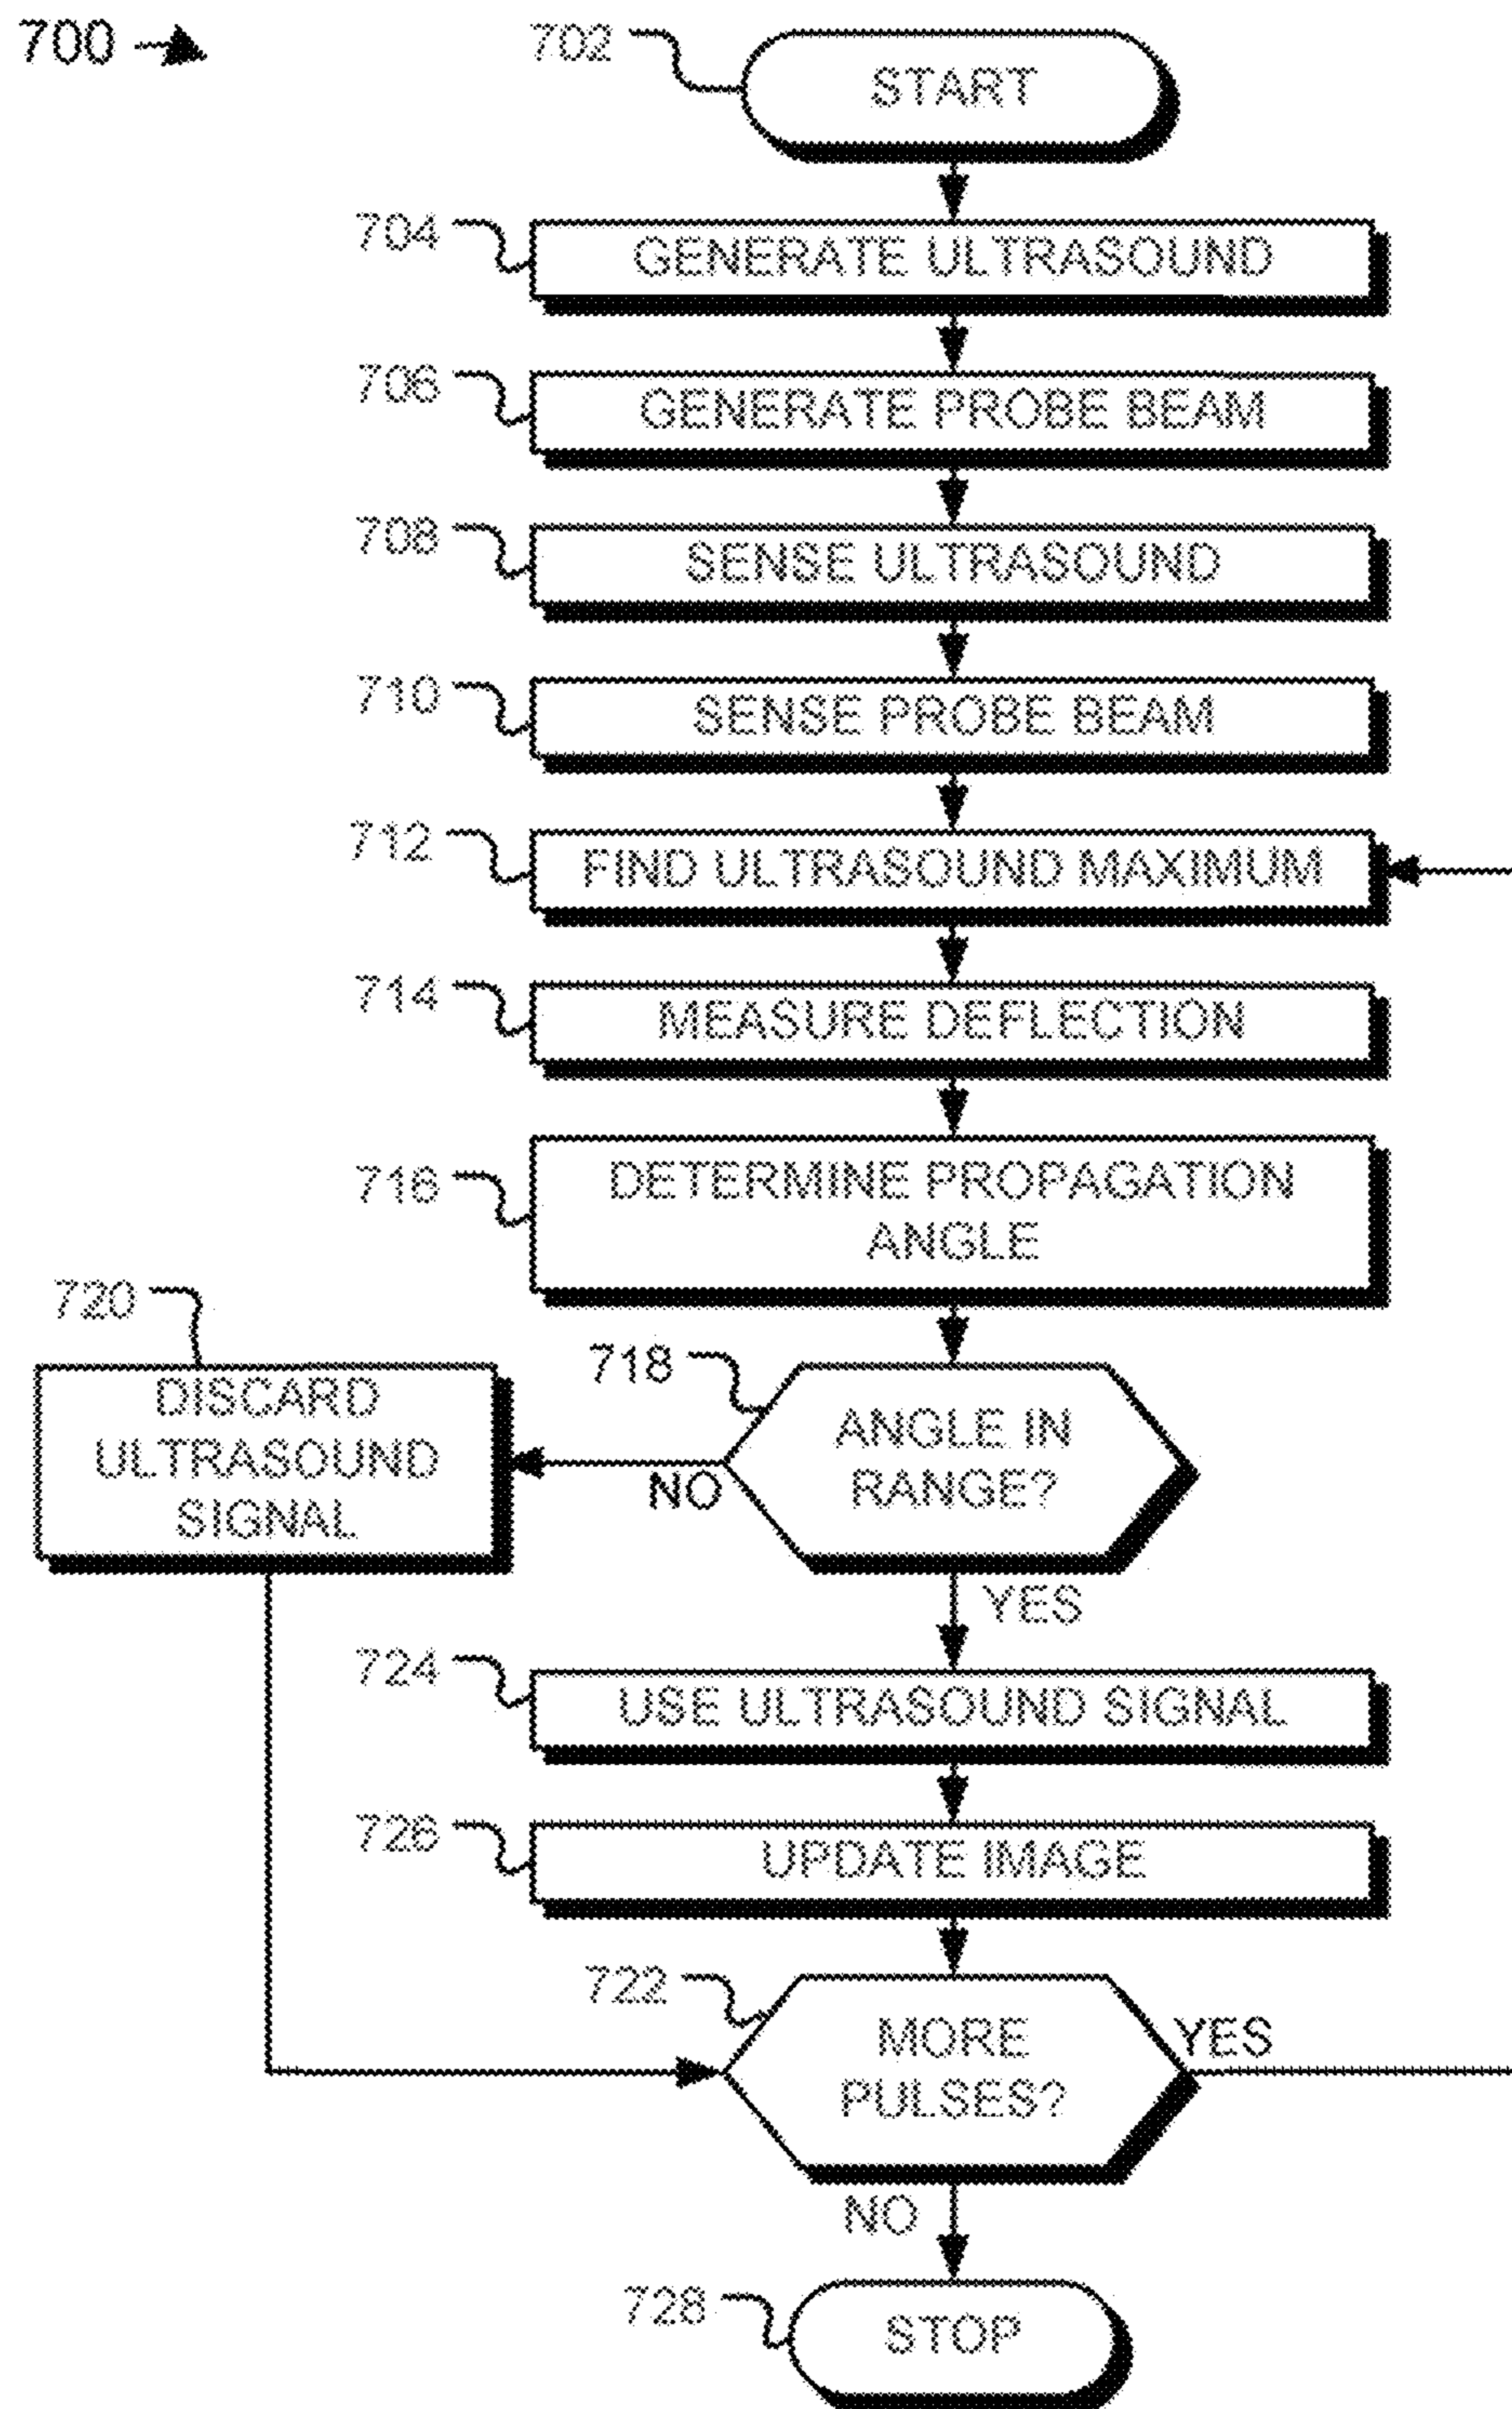 700
702
START
704
GENERATE ULTRASOUND
706
GENERATE PROBE BEAM
708
SENSE ULTRASOUND
710
SENSE PROBE BEAM
712
FIND ULTRASOUND MAXIMUM
714
MEASURE DEFLECTION
716
DETERMINE PROPAGATION
ANGLE
720
DISCARD
ULTRASOUND
SIGNAL
718
ANGLE IN
RANGE?
NO
YES
724
USE ULTRASOUND SIGNAL
726
UPDATE IMAGE
722
MORE
PULSES?
YES
NO
728
STOP